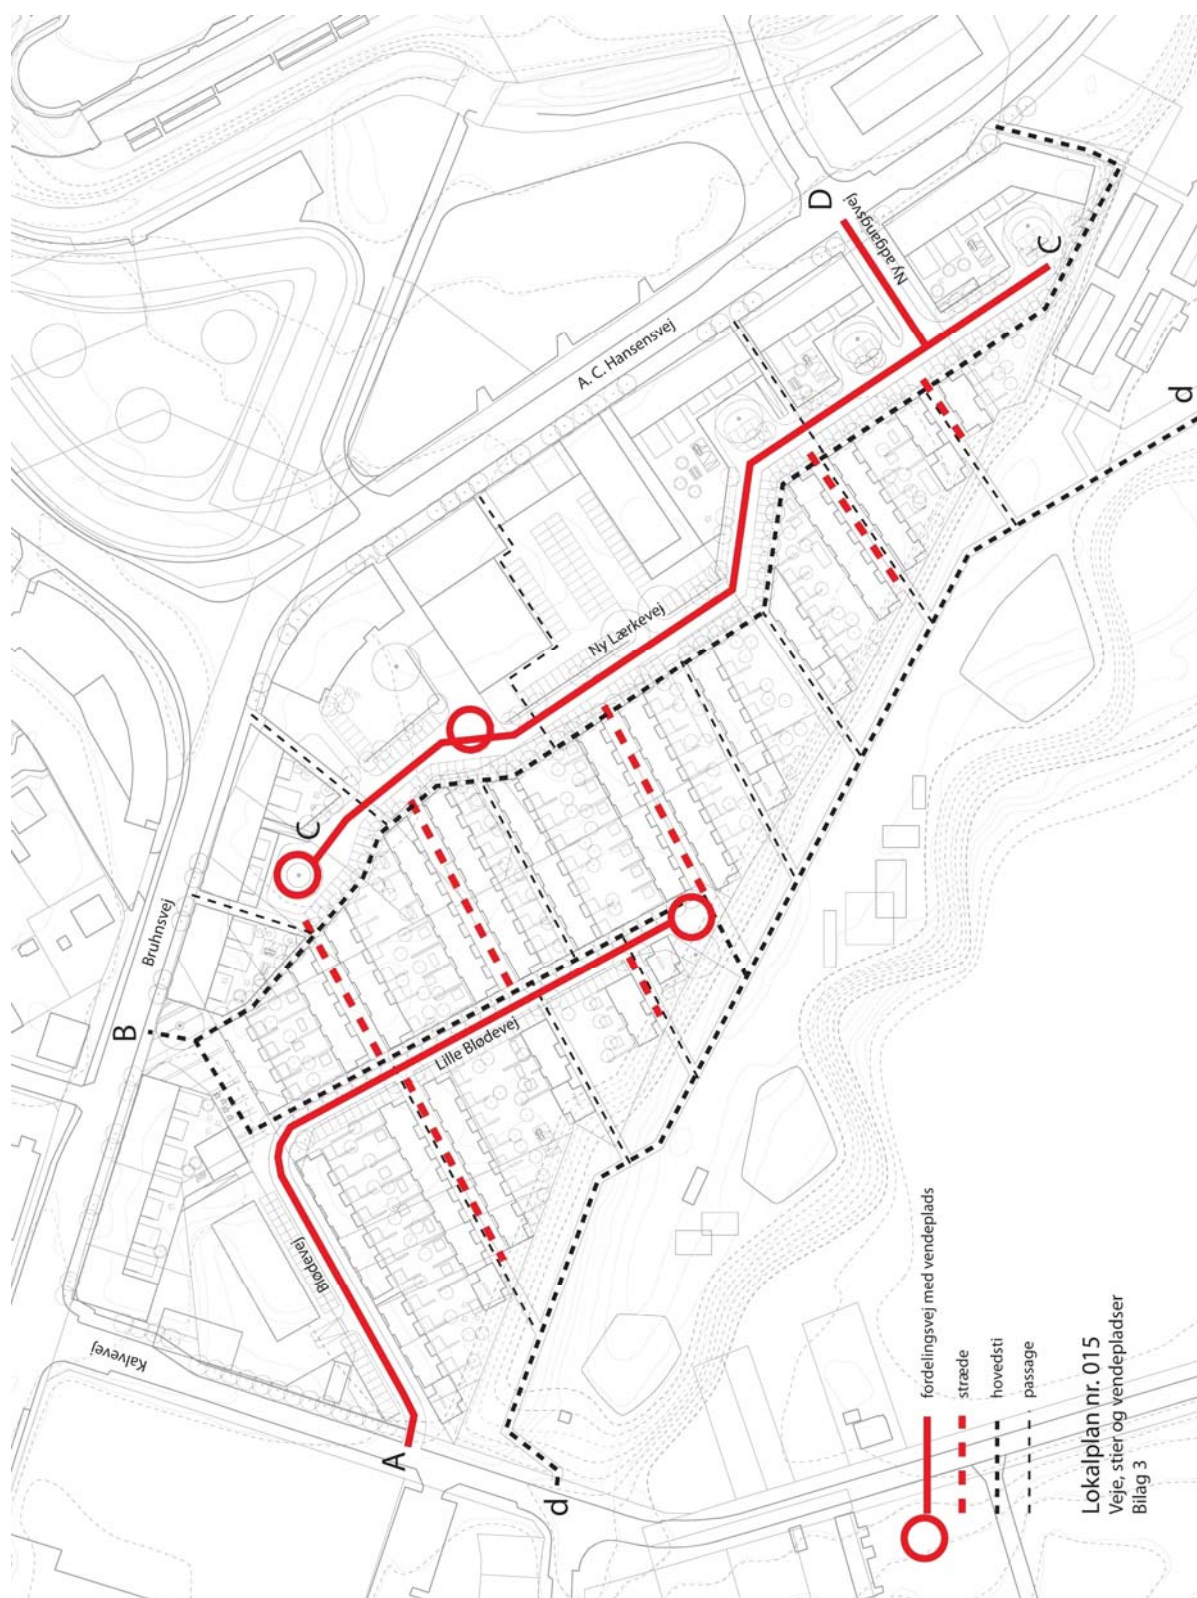 Kalvevej
A
d
Blødevej
B
Bruhnsvej
Lille Blødevej
C
Ny Lærkevej
A. C. Hansensvej
D
Ny adgangsvej
C
d
fordelingsvej med vendeplads
stræde
hovedsti
passage
Lokalplan nr. 015
Veje, stier og vendepladser
Bilag 3